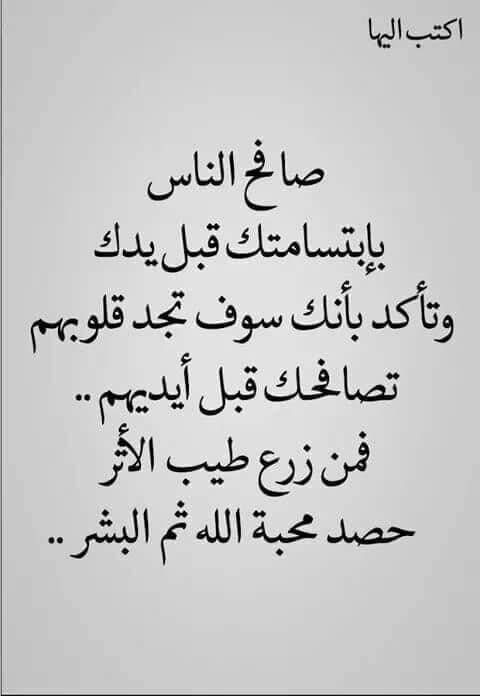 اكتب اليها
صافح الناس
بإبتسامتك قبل يدك
وتأكد بأنك سوف تجد قلوبهم
تصافحك قبل أيديهم ..
فمن زرع طيب الأثر
حصد محبة الله ثم البشر ..